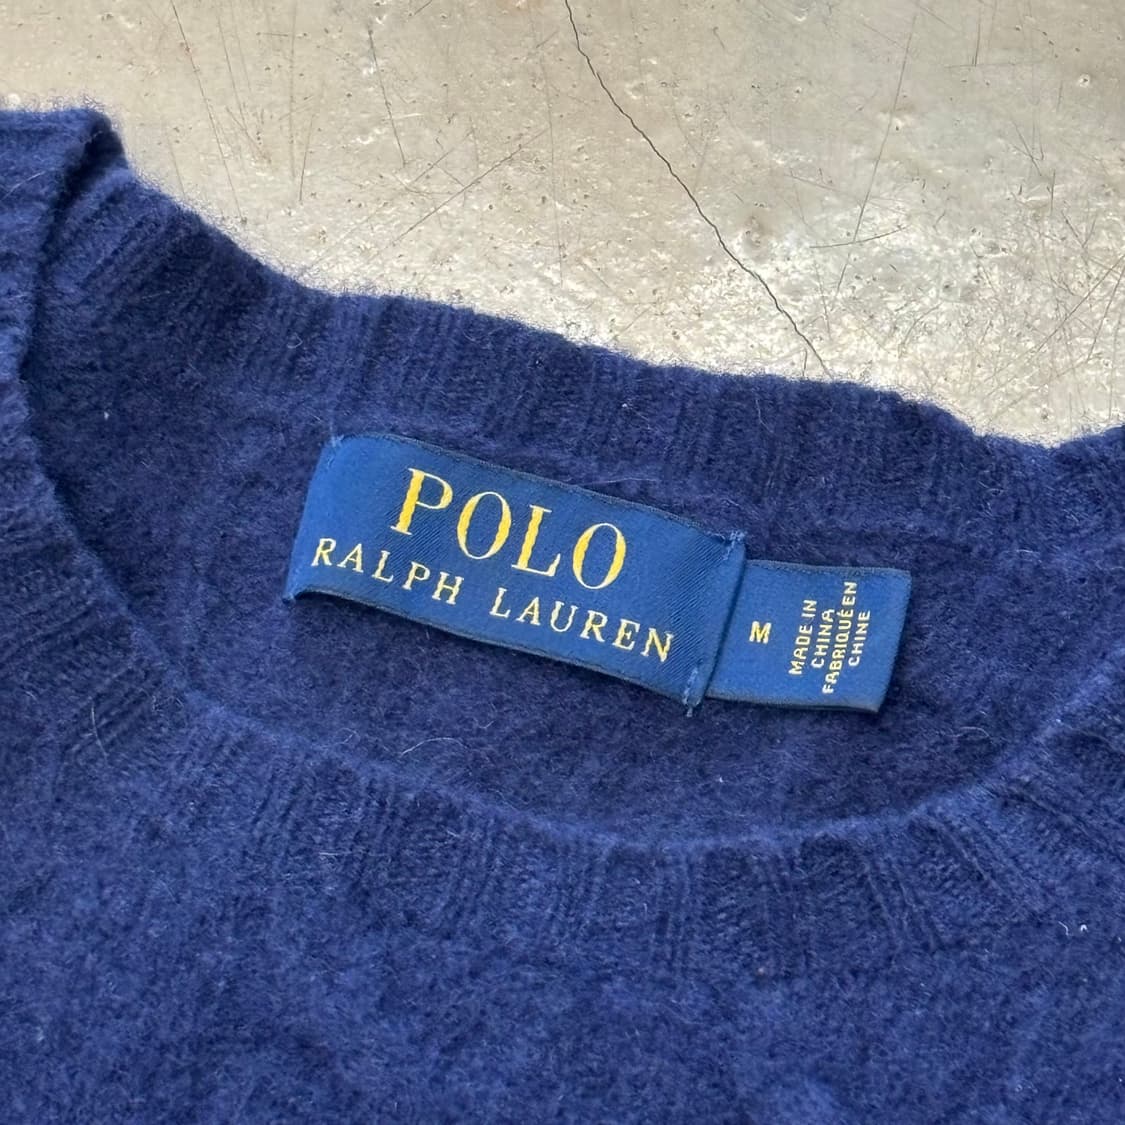 POLO
RALPH LAUREN
M
MADE IN
CHINA
FABRIQUÉ EN
CHINE